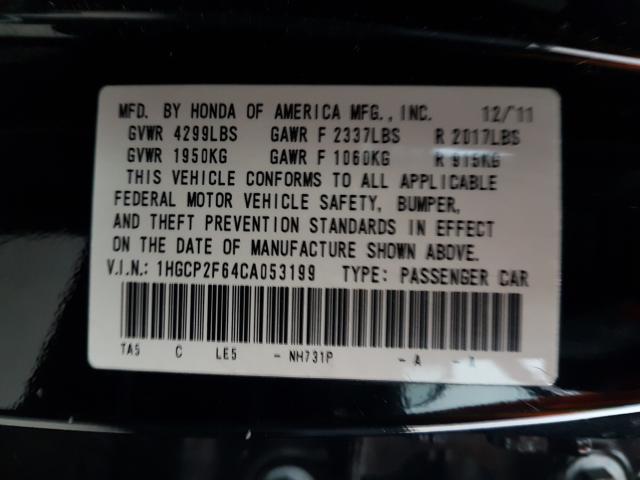 MFD. BY HONDA OF AMERICA MFG., INC. 12/'11
GVWR 4299LBS GAWR F 2337LBS R 2017LBS
GVWR 1950KG GAWR F 1060KG R 915KG
THIS VEHICLE CONFORMS TO ALL APPLICABLE
FEDERAL MOTOR VEHICLE SAFETY, BUMPER,
AND THEFT PREVENTION STANDARDS IN EFFECT
ON THE DATE OF MANUFACTURE SHOWN ABOVE.
V.I.N.: 1HGCP2F64CA053199 TYPE: PASSENGER CAR
TA5 C LE5 - NH731P - A -